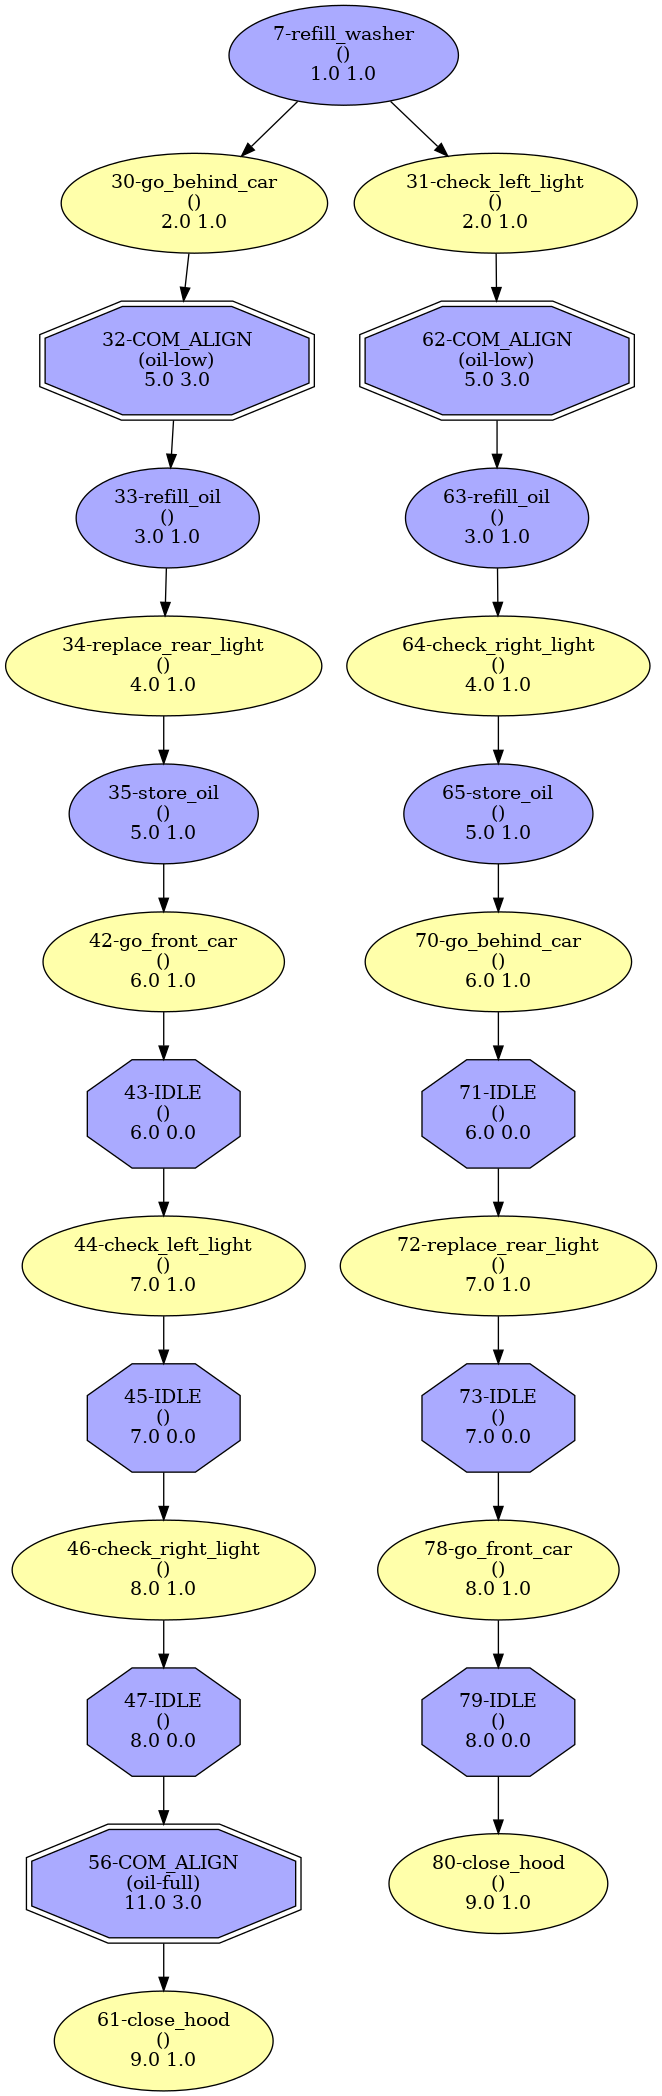 7-refill_washer
()
1.0 1.0
30-go_behind_car
()
2.0 1.0
31-check_left_light
()
2.0 1.0
32-COM_ALIGN
(oil-low)
5.0 3.0
62-COM_ALIGN
(oil-low)
5.0 3.0
33-refill_oil
()
3.0 1.0
63-refill_oil
()
3.0 1.0
34-replace_rear_light
()
4.0 1.0
64-check_right_light
()
4.0 1.0
35-store_oil
()
5.0 1.0
65-store_oil
()
5.0 1.0
42-go_front_car
()
6.0 1.0
70-go_behind_car
()
6.0 1.0
43-IDLE
()
6.0 0.0
71-IDLE
()
6.0 0.0
44-check_left_light
()
7.0 1.0
72-replace_rear_light
()
7.0 1.0
45-IDLE
()
7.0 0.0
73-IDLE
()
7.0 0.0
46-check_right_light
()
8.0 1.0
78-go_front_car
()
8.0 1.0
47-IDLE
()
8.0 0.0
79-IDLE
()
8.0 0.0
56-COM_ALIGN
(oil-full)
11.0 3.0
80-close_hood
()
9.0 1.0
61-close_hood
()
9.0 1.0